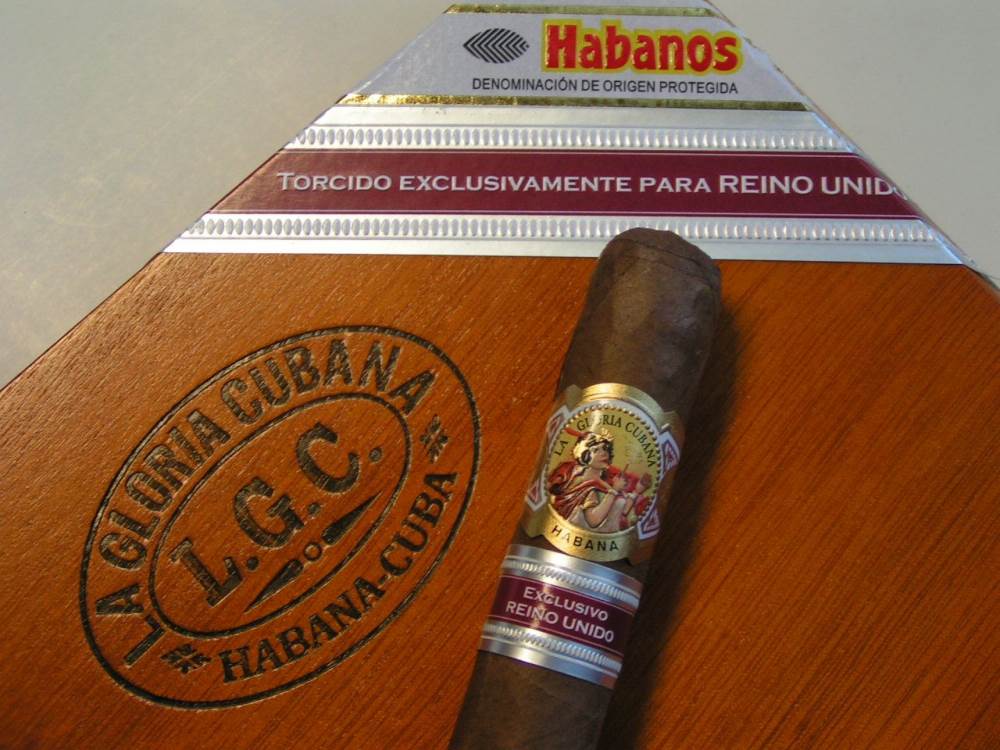 Habanos
DENOMINACIÓN DE ORIGEN PROTEGIDA
TORCIDO EXCLUSIVAMENTE PARA REINO UNIDO
LA GLORIA CUBANA
L.G.C.
HABANA-CUBA
LA GLORIA CUBANA
HABANA
EXCLUSIVO
REINO UNIDO